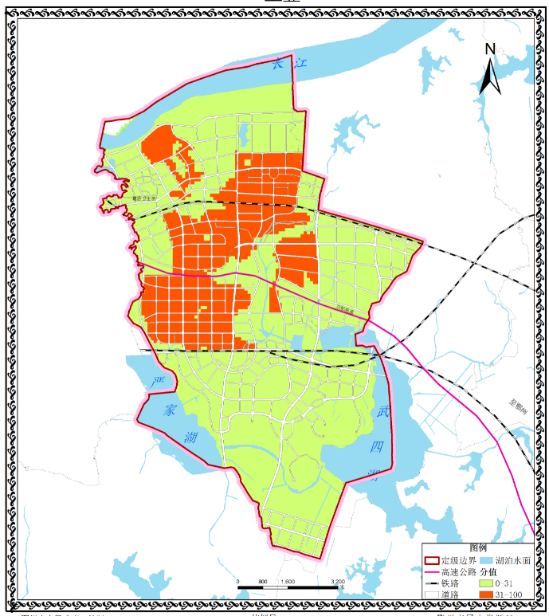 长江
N
严家湖
武四湖
图例
定级边界 湖泊水面
高速公路 分值
铁路 0-31
道路 31-100
0 800 1,600 3,200